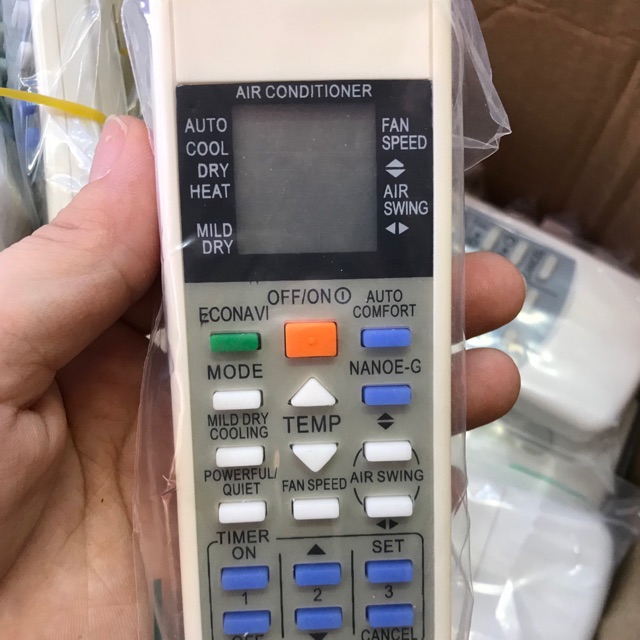 AIR CONDITIONER
AUTO
COOL
DRY
HEAT
MILD
DRY
FAN
SPEED
AIR
SWING
OFF/ON
ECONAVI
AUTO
COMFORT
MODE
NANOE-G
MILD DRY
COOLING
TEMP
POWERFUL/
QUIET
FAN SPEED
AIR SWING
TIMER
ON
SET
1
2
3
OFF
CANCEL